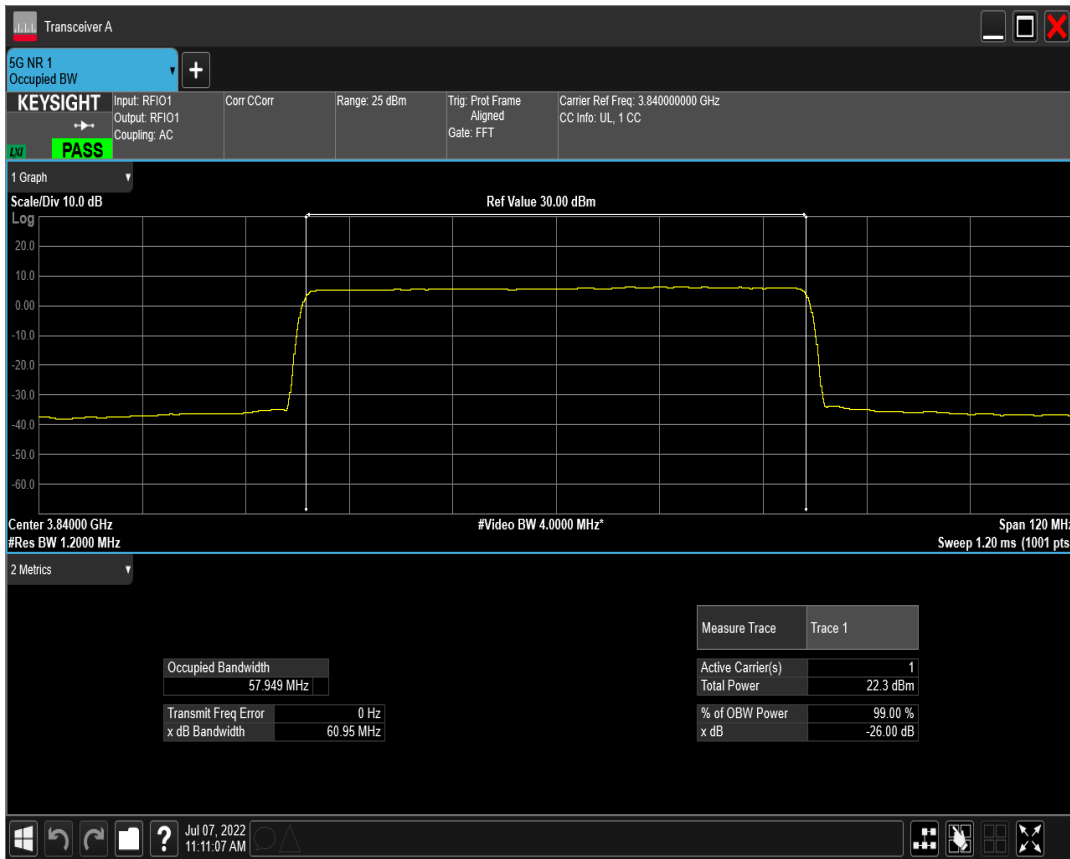 Transceiver A
5G NR 1
Occupied BW
+
KEYSIGHT
LXI
PASS
Input: RFIO1
Output: RFIO1
Coupling: AC
Corr CCorr
Range: 25 dBm
Trig: Prot Frame
Aligned
Gate: FFT
Carrier Ref Freq: 3.840000000 GHz
CC Info: UL, 1 CC
1 Graph
Scale/Div 10.0 dB
Ref Value 30.00 dBm
Log
20.0
10.0
0.00
-10.0
-20.0
-30.0
-40.0
-50.0
-60.0
Center 3.84000 GHz
#Video BW 4.0000 MHz*
Span 120 MHz
#Res BW 1.2000 MHz
Sweep 1.20 ms (1001 pts
2 Metrics
Measure Trace Trace 1
Occupied Bandwidth
57.949 MHz
Active Carrier(s) 1
Total Power 22.3 dBm
Transmit Freq Error 0 Hz
x dB Bandwidth 60.95 MHz
% of OBW Power 99.00 %
x dB -26.00 dB
?
Jul 07, 2022
11:11:07 AM